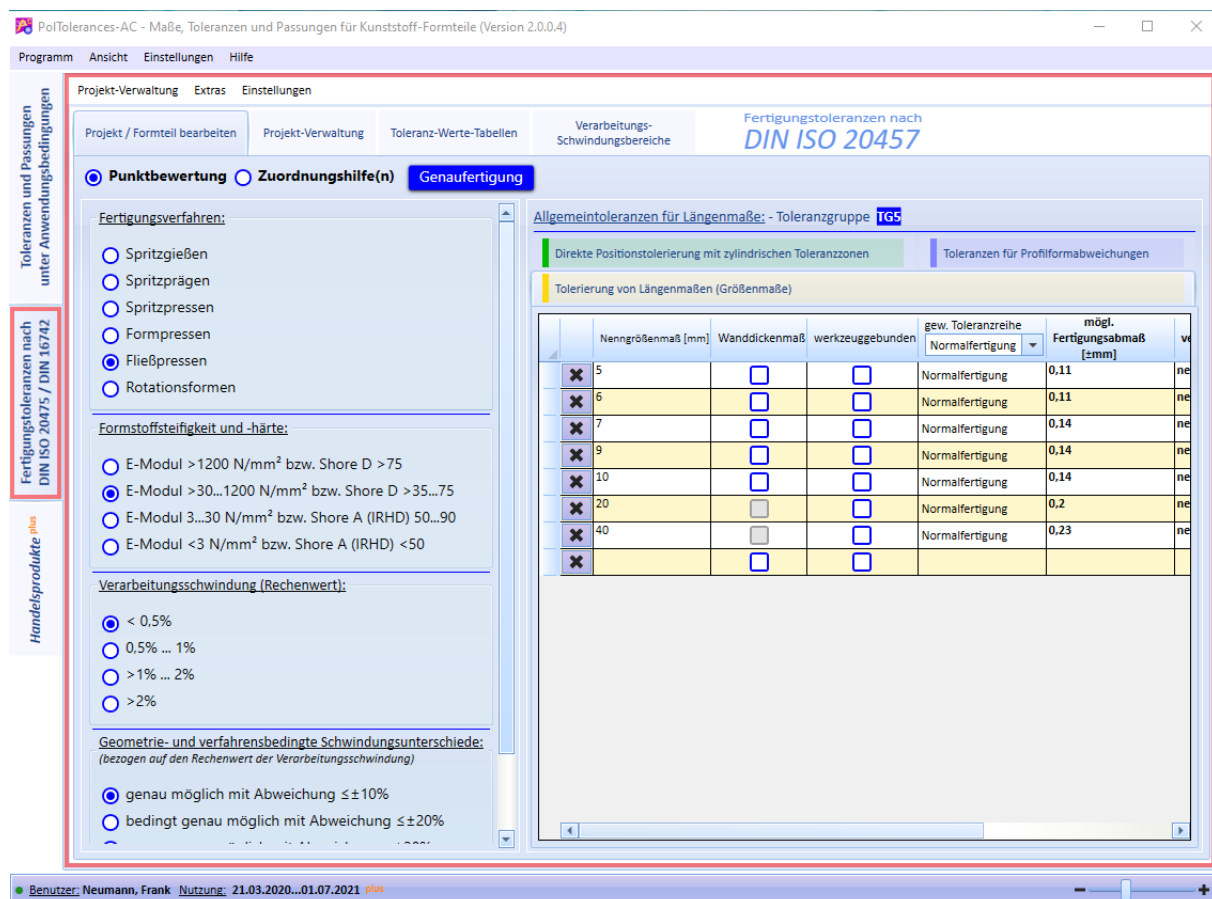 PolTolerances-AC - Maße, Toleranzen und Passungen für Kunststoff-Formteile (Version 2.0.0.4)
Programm Ansicht Einstellungen Hilfe
Toleranzen und Passungen
unter Anwendungsbedingungen
Fertigungstoleranzen nach
DIN ISO 20475 / DIN 16742
Handelsprodukte plus
Projekt-Verwaltung Extras Einstellungen
Projekt / Formteil bearbeiten Projekt-Verwaltung Toleranz-Werte-Tabellen
Verarbeitungs-
Schwindungsbereiche
Fertigungstoleranzen nach
DIN ISO 20457
Punktbewertung Zuordnungshilfe(n) Genaufertigung
Fertigungsverfahren:
Spritzgießen
Spritzprägen
Spritzpressen
Formpressen
Fließpressen
Rotationsformen
Formstoffsteifigkeit und -härte:
E-Modul >1200 N/mm² bzw. Shore D >75
E-Modul >30...1200 N/mm² bzw. Shore D >35...75
E-Modul 3...30 N/mm² bzw. Shore A (IRHD) 50...90
E-Modul <3 N/mm² bzw. Shore A (IRHD) <50
Verarbeitungsschwindung (Rechenwert):
< 0,5%
0,5% ... 1%
>1% ... 2%
>2%
Geometrie- und verfahrensbedingte Schwindungsunterschiede:
(bezogen auf den Rechenwert der Verarbeitungsschwindung)
genau möglich mit Abweichung ≤±10%
bedingt genau möglich mit Abweichung ≤±20%
Allgemeintoleranzen für Längenmaße: - Toleranzgruppe TG5
Direkte Positionstolerierung mit zylindrischen Toleranzzonen Toleranzen für Profilformabweichungen
Tolerierung von Längenmaßen (Größenmaße)
Nenngrößenmaß [mm] Wanddickenmaß werkzeuggebunden
gew. Toleranzreihe
Normalfertigung
mögl.
Fertigungsabmaß
[±mm]
ve
5 Normalfertigung 0,11 ne
6 Normalfertigung 0,11 ne
7 Normalfertigung 0,14 ne
9 Normalfertigung 0,14 ne
10 Normalfertigung 0,14 ne
20 Normalfertigung 0,2 ne
40 Normalfertigung 0,23 ne
Benutzer: Neumann, Frank Nutzung: 21.03.2020...01.07.2021 plus